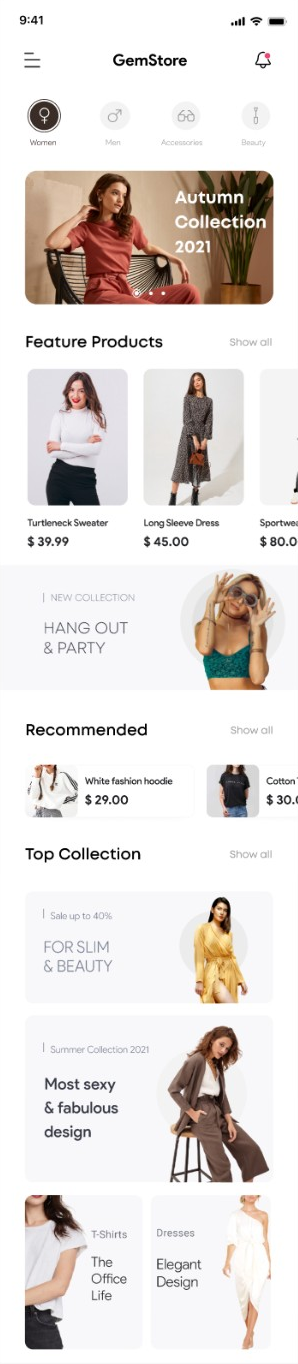 9:41
GemStore
Women
Men
Accessories
Beauty
Autumn
Collection
2021
Feature Products
Show all
Turtleneck Sweater
$ 39.99
Long Sleeve Dress
$ 45.00
Sportwea
$ 80.0
NEW COLLECTION
HANG OUT
& PARTY
Recommended
Show all
White fashion hoodie
$ 29.00
Cotton
$ 30.
Top Collection
Show all
Sale up to 40%
FOR SLIM
& BEAUTY
Summer Collection 2021
Most sexy
& fabulous
design
T-Shirts
The
Office
Life
Dresses
Elegant
Design